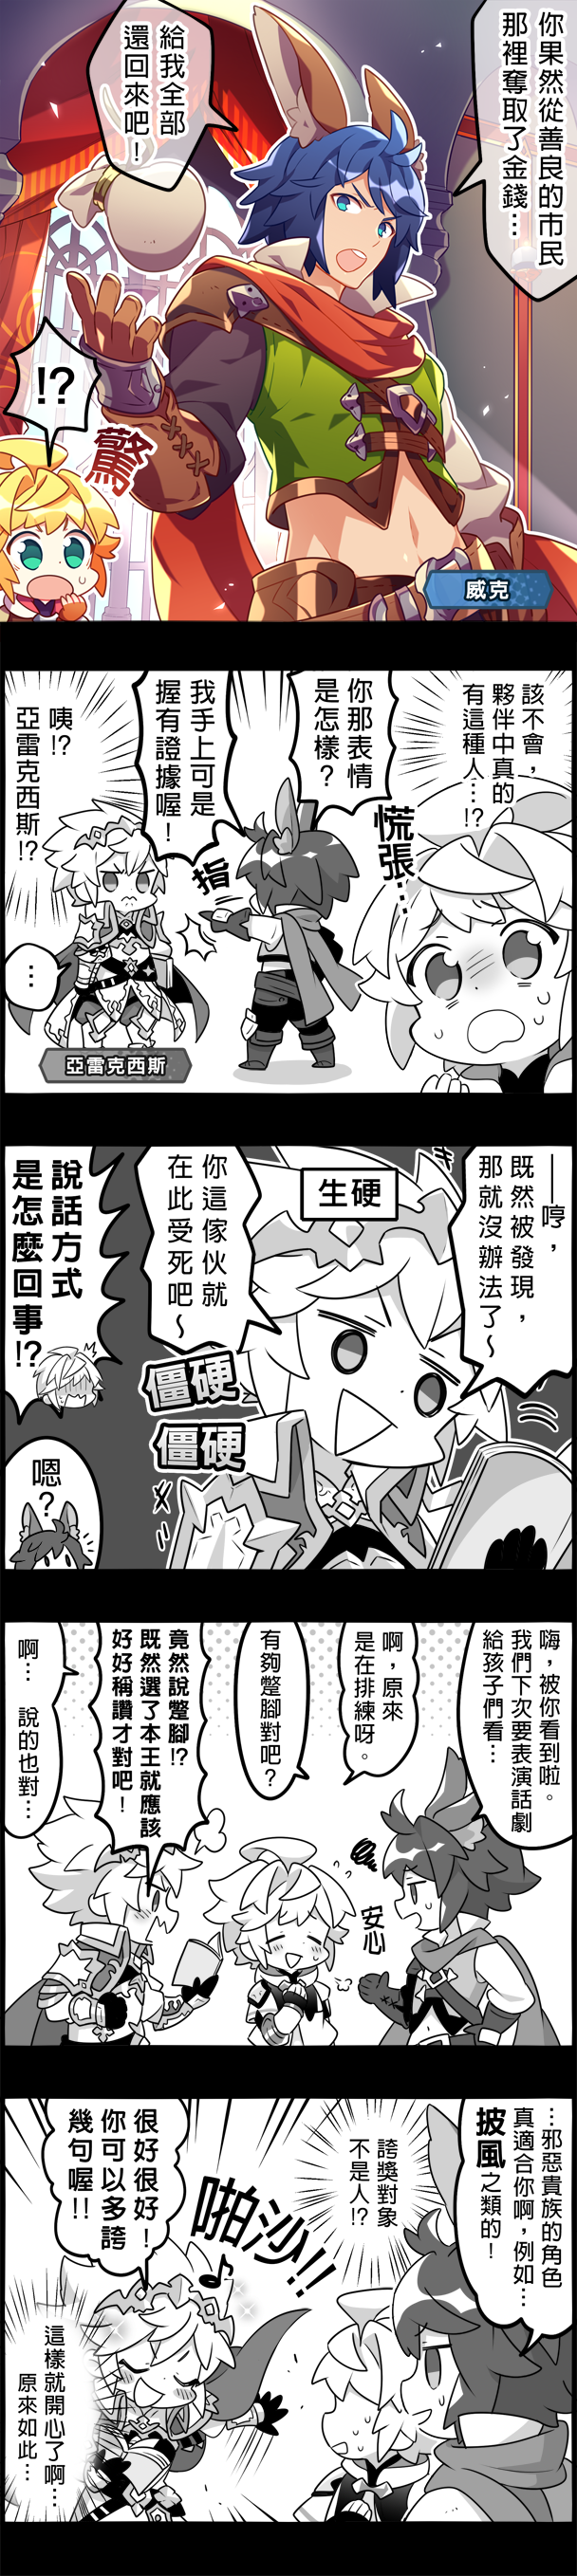 你果然從善良的市民
那裡奪取了金錢…
給我全部
還回來吧！
!?
驚
威克
該不會，
夥伴中真的
有這種人…!?
慌張…
你那表情
是怎樣？
我手上可是
握有證據喔！
指
咦!?
亞雷克西斯!?
…
亞雷克西斯
——哼，
既然被發現，
那就沒辦法了～
生硬
你這傢伙就
在此受死吧～
僵硬
僵硬
說話方式
是怎麼回事!?
嗯？
嗨，被你看到啦。
我們下次要表演話劇
給孩子們看…
啊，原來
是在排練呀。
安心
有夠蹩腳對吧？
竟然說蹩腳!?
既然選了本王就應該
好好稱讚才對吧！
啊… 說的也對…
…邪惡貴族的角色
真適合你啊，例如…
披風之類的！
誇獎對象
不是人!?
啪沙!!
很好很好！
你可以多誇
幾句喔!!
這樣就開心了啊…
原來如此…